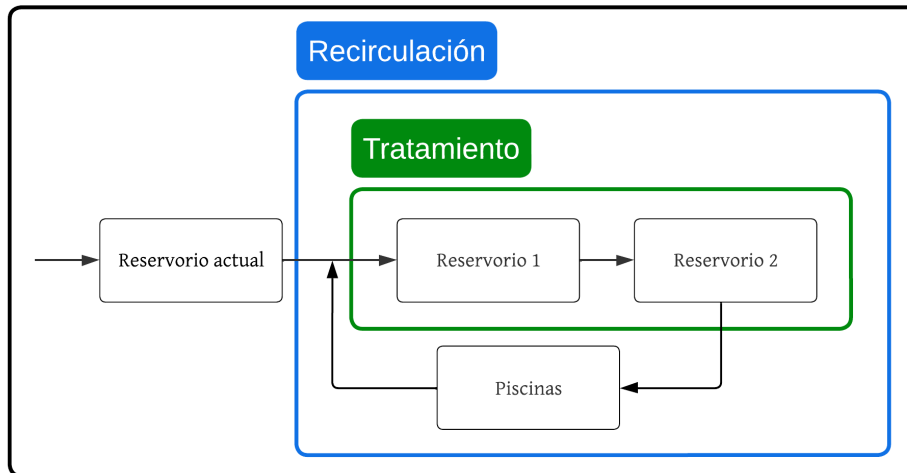 Recirculación
Tratamiento
Reservorio actual
Reservorio 1
Reservorio 2
Piscinas